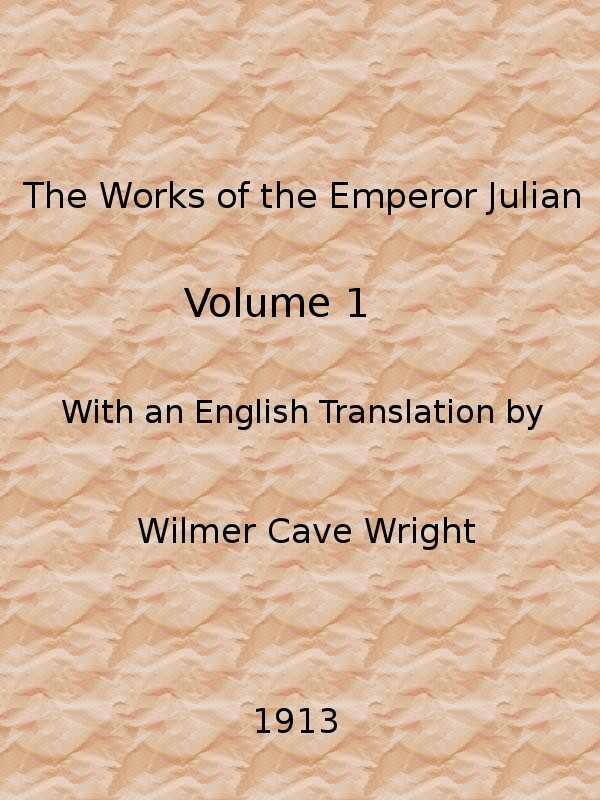 The Works of the Emperor Julian
Volume 1
With an English Translation by
Wilmer Cave Wright
1913